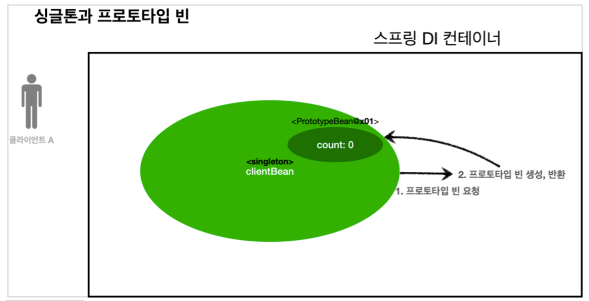 싱글톤과 프로토타입 빈
스프링 DI 컨테이너
<PrototypeBean@x01>
count: 0
<singleton>
clientBean
클라이언트 A
2. 프로토타입 빈 생성, 반환
1. 프로토타입 빈 요청